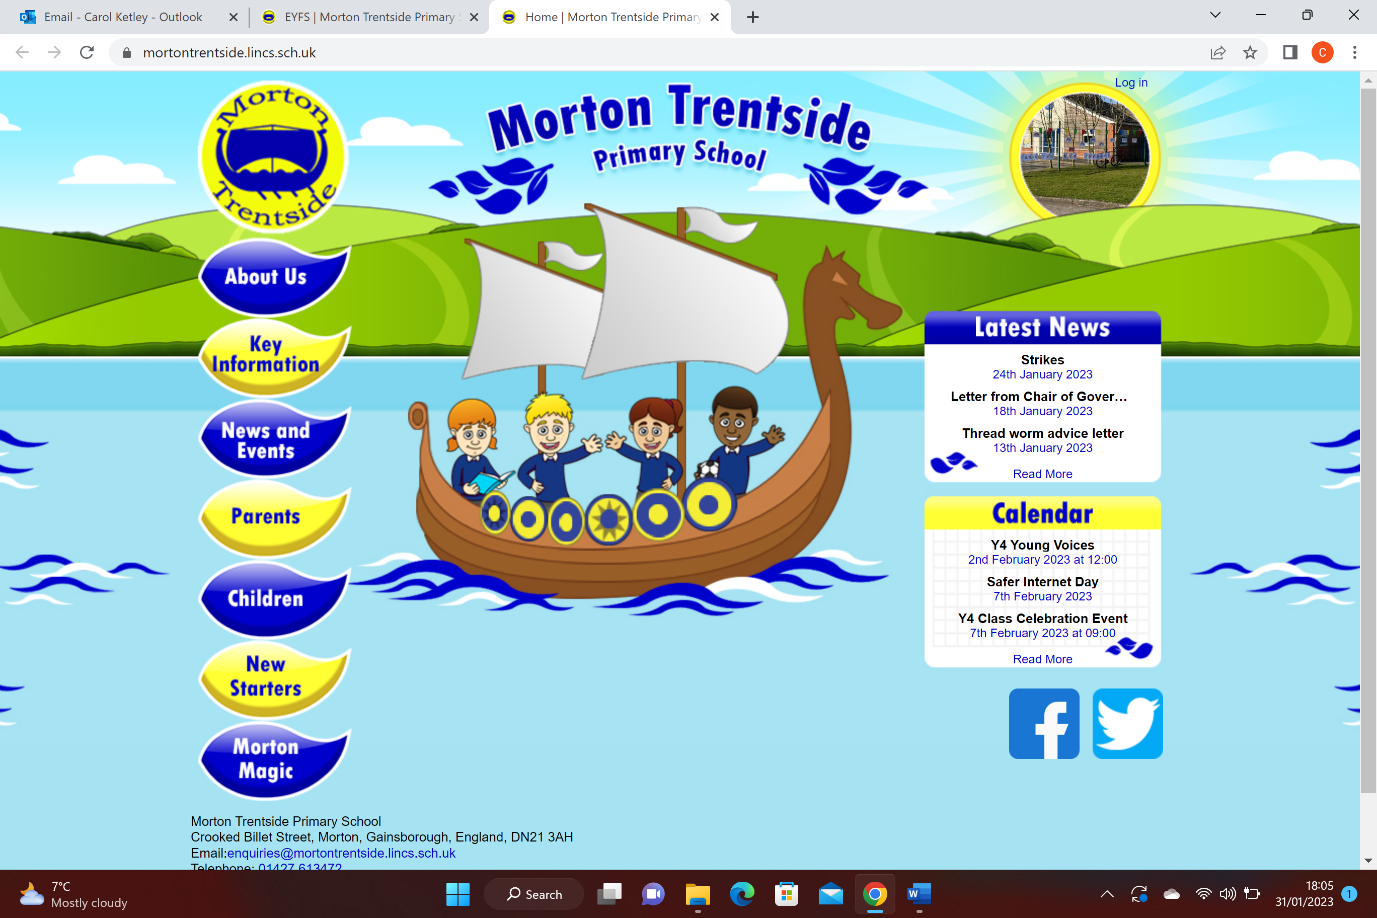 Email - Carol Ketley - Outlook
EYFS | Morton Trentside Primary
Home | Morton Trentside Primary
mortontrentside.lincs.sch.uk
C
Log in
Morton
Trentside
Morton Trentside
Primary School
About Us
Key
Information
News and
Events
Parents
Children
New
Starters
Morton
Magic
Latest News
Strikes
24th January 2023
Letter from Chair of Gover...
18th January 2023
Thread worm advice letter
13th January 2023
Read More
Calendar
Y4 Young Voices
2nd February 2023 at 12:00
Safer Internet Day
7th February 2023
Y4 Class Celebration Event
7th February 2023 at 09:00
Read More
Morton Trentside Primary School
Crooked Billet Street, Morton, Gainsborough, England, DN21 3AH
Email:enquiries@mortontrentside.lincs.sch.uk
Telephone: 01427 613472
7°C
Mostly cloudy
Search
18:05
31/01/2023
1